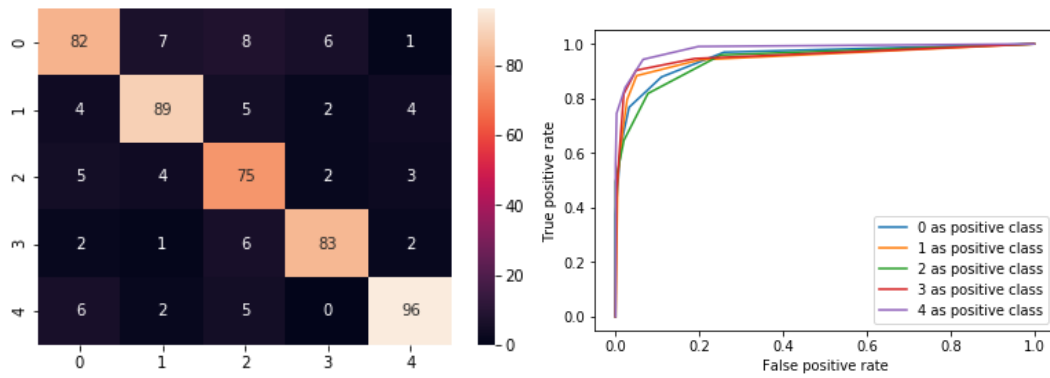 0 82 7 8 6 1
1 4 89 5 2 4
2 5 4 75 2 3
3 2 1 6 83 2
4 6 2 5 0 96
0 1 2 3 4
80
60
40
20
0
True positive rate
1.0
0.8
0.6
0.4
0.2
0.0
0 as positive class
1 as positive class
2 as positive class
3 as positive class
4 as positive class
0.0 0.2 0.4 0.6 0.8 1.0
False positive rate